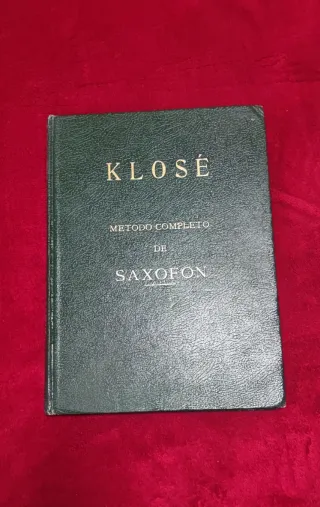 KLOSÉ
METODO COMPLETO
DE
SAXOFON